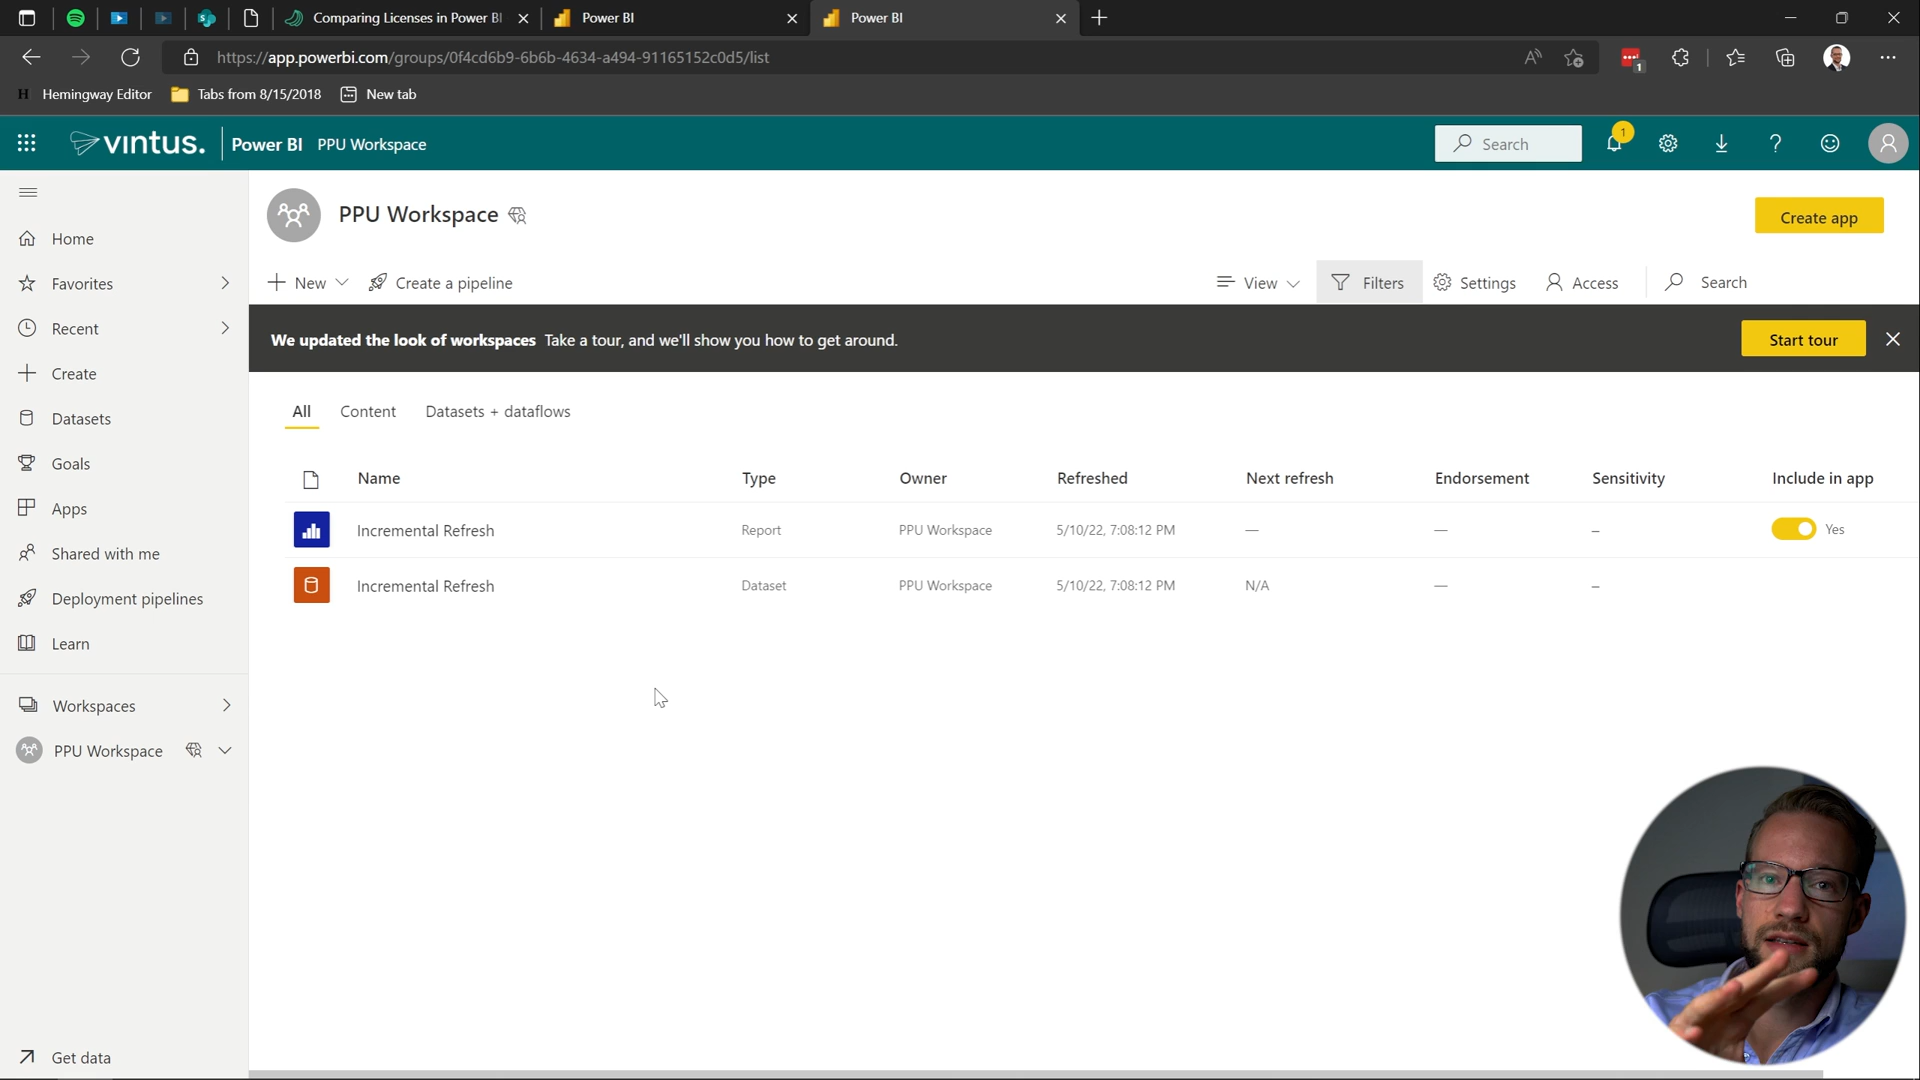 Comparing Licenses in Power BI
Power BI
Power BI
https://app.powerbi.com/groups/0f4cd6b9-6b6b-4634-a494-91165152c0d5/list
1
H Hemingway Editor
Tabs from 8/15/2018
New tab
vintus.
Power BI PPU Workspace
Search
1
PPU Workspace
Create app
Home
Favorites
Recent
Create
Datasets
Goals
Apps
Shared with me
Deployment pipelines
Learn
Workspaces
PPU Workspace
Get data
New
Create a pipeline
View
Filters
Settings
Access
Search
We updated the look of workspaces Take a tour, and we'll show you how to get around.
Start tour
All Content Datasets + dataflows
Name Type Owner Refreshed Next refresh Endorsement Sensitivity Include in app
Incremental Refresh Report PPU Workspace 5/10/22, 7:08:12 PM — — – Yes
Incremental Refresh Dataset PPU Workspace 5/10/22, 7:08:12 PM N/A — –